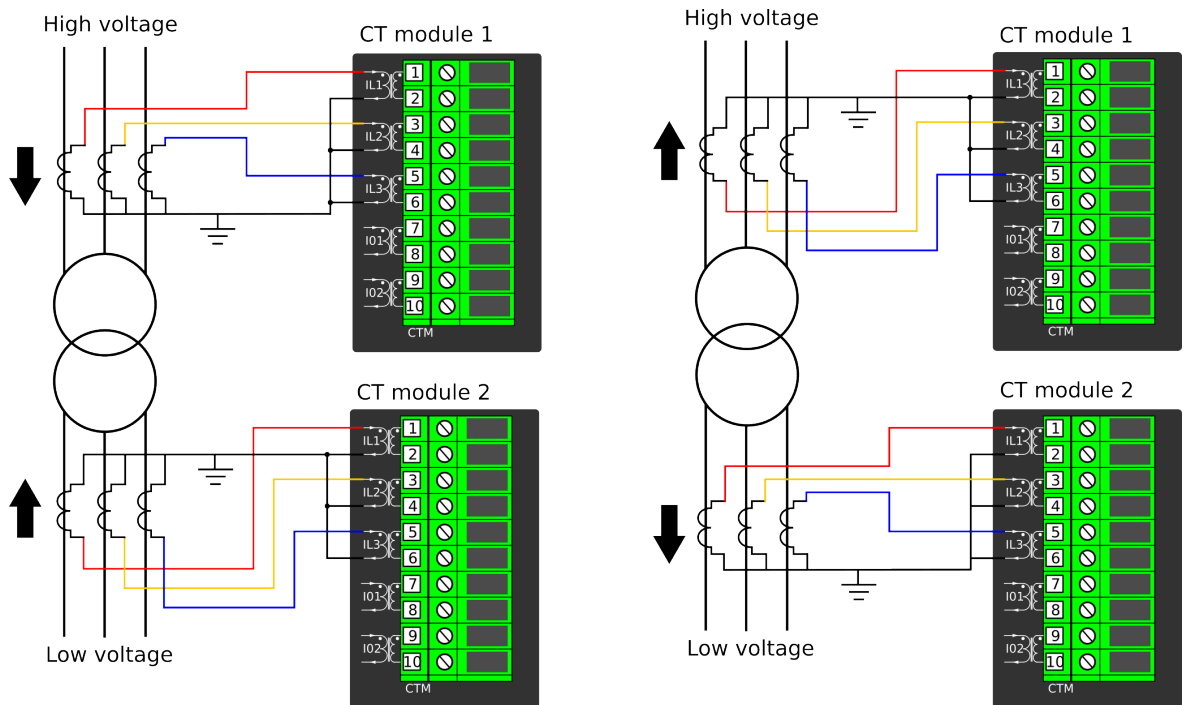 High voltage
CT module 1
IL1
1
2
IL2
3
4
IL3
5
6
I01
7
8
I02
9
10
CTM
CT module 2
IL1
1
2
IL2
3
4
IL3
5
6
I01
7
8
I02
9
10
CTM
Low voltage
High voltage
CT module 1
IL1
1
2
IL2
3
4
IL3
5
6
I01
7
8
I02
9
10
CTM
CT module 2
IL1
1
2
IL2
3
4
IL3
5
6
I01
7
8
I02
9
10
CTM
Low voltage